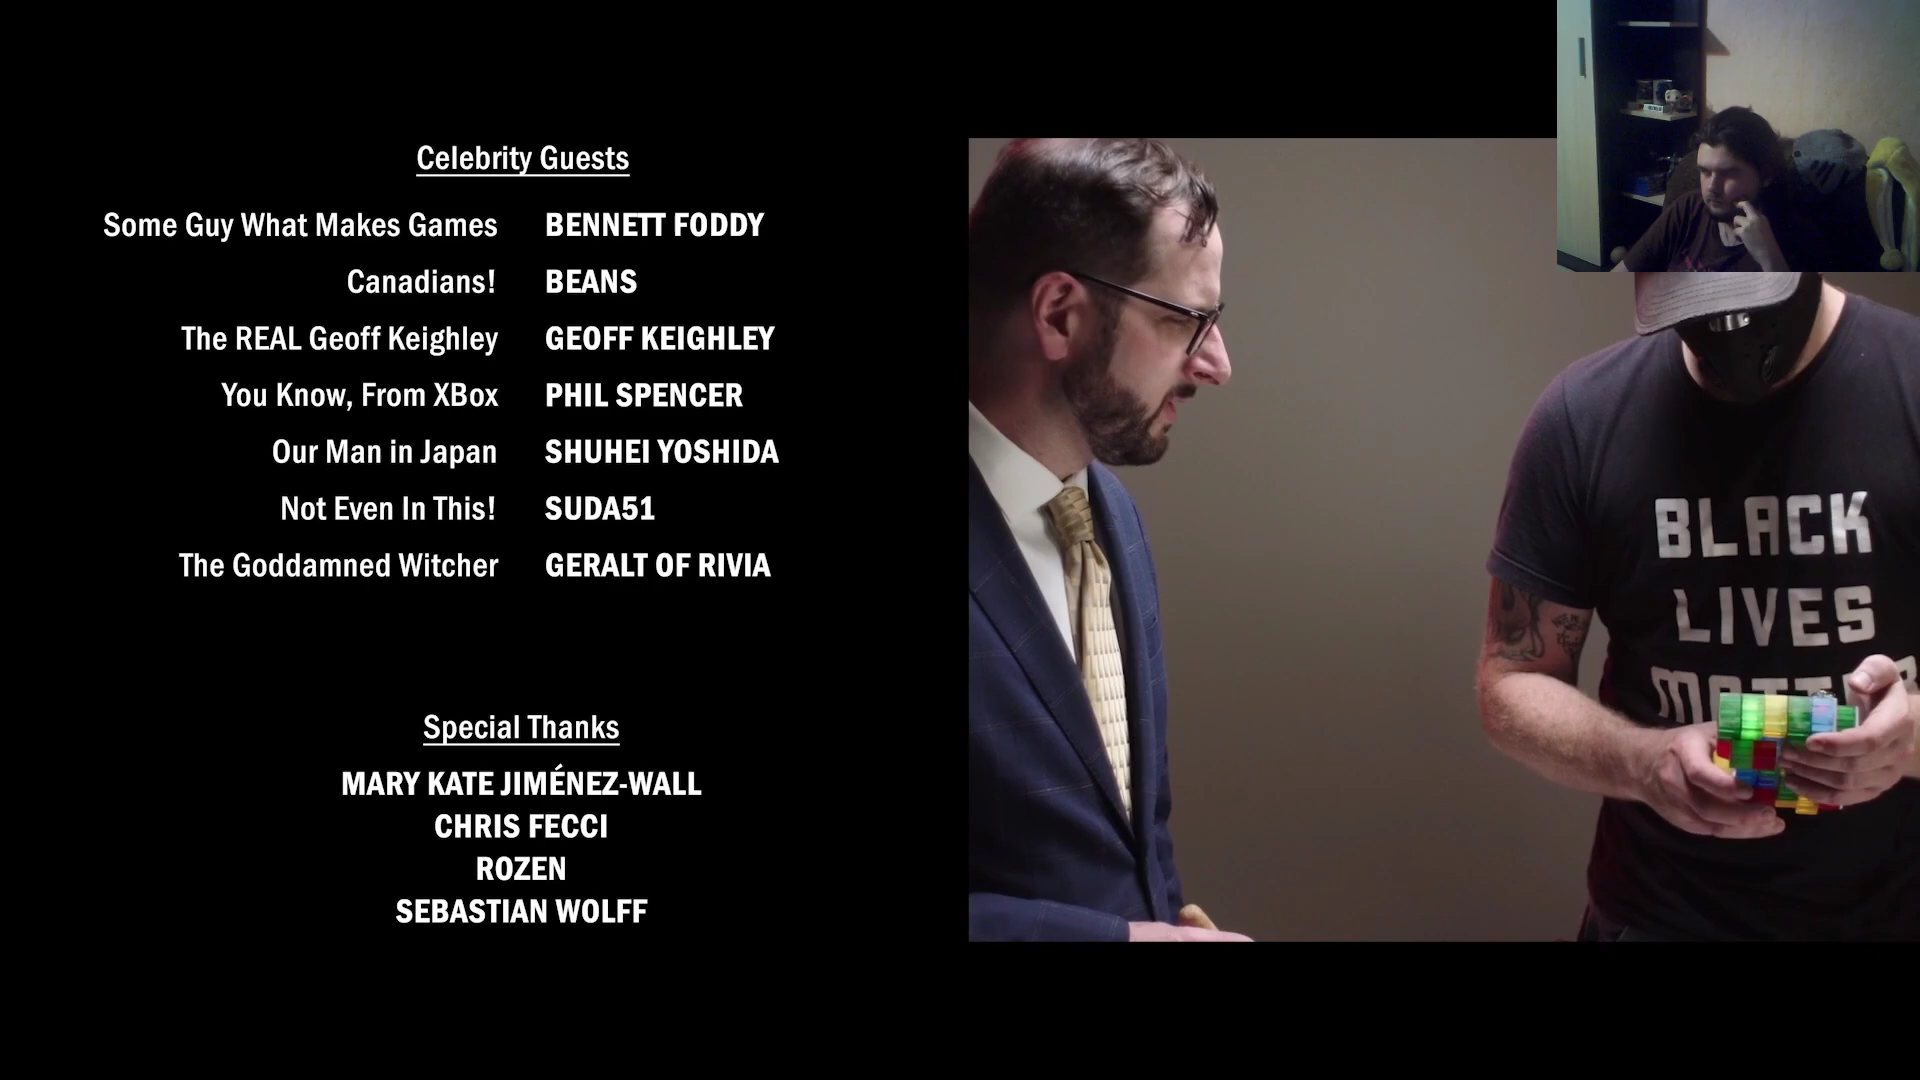 Celebrity Guests
Some Guy What Makes Games BENNETT FODDY
Canadians! BEANS
The REAL Geoff Keighley GEOFF KEIGHLEY
You Know, From XBox PHIL SPENCER
Our Man in Japan SHUHEI YOSHIDA
Not Even In This! SUDA51
The Goddamned Witcher GERALT OF RIVIA
Special Thanks
MARY KATE JIMÉNEZ-WALL
CHRIS FECCI
ROZEN
SEBASTIAN WOLFF
BLACK
LIVES